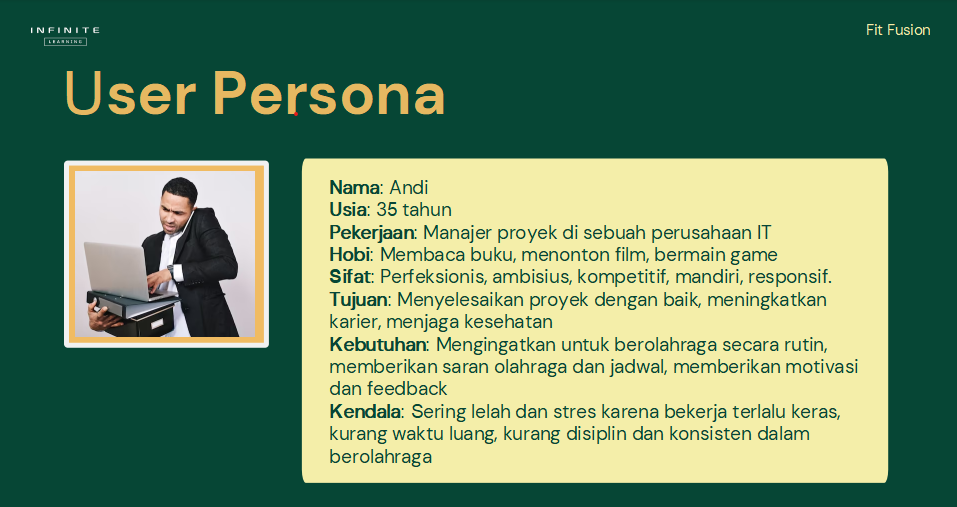 INFINITE
LEARNING
Fit Fusion
User Persona
Nama: Andi
Usia: 35 tahun
Pekerjaan: Manajer proyek di sebuah perusahaan IT
Hobi: Membaca buku, menonton film, bermain game
Sifat: Perfeksionis, ambisius, kompetitif, mandiri, responsif.
Tujuan: Menyelesaikan proyek dengan baik, meningkatkan
karier, menjaga kesehatan
Kebutuhan: Mengingatkan untuk berolahraga secara rutin,
memberikan saran olahraga dan jadwal, memberikan motivasi
dan feedback
Kendala: Sering lelah dan stres karena bekerja terlalu keras,
kurang waktu luang, kurang disiplin dan konsisten dalam
berolahraga